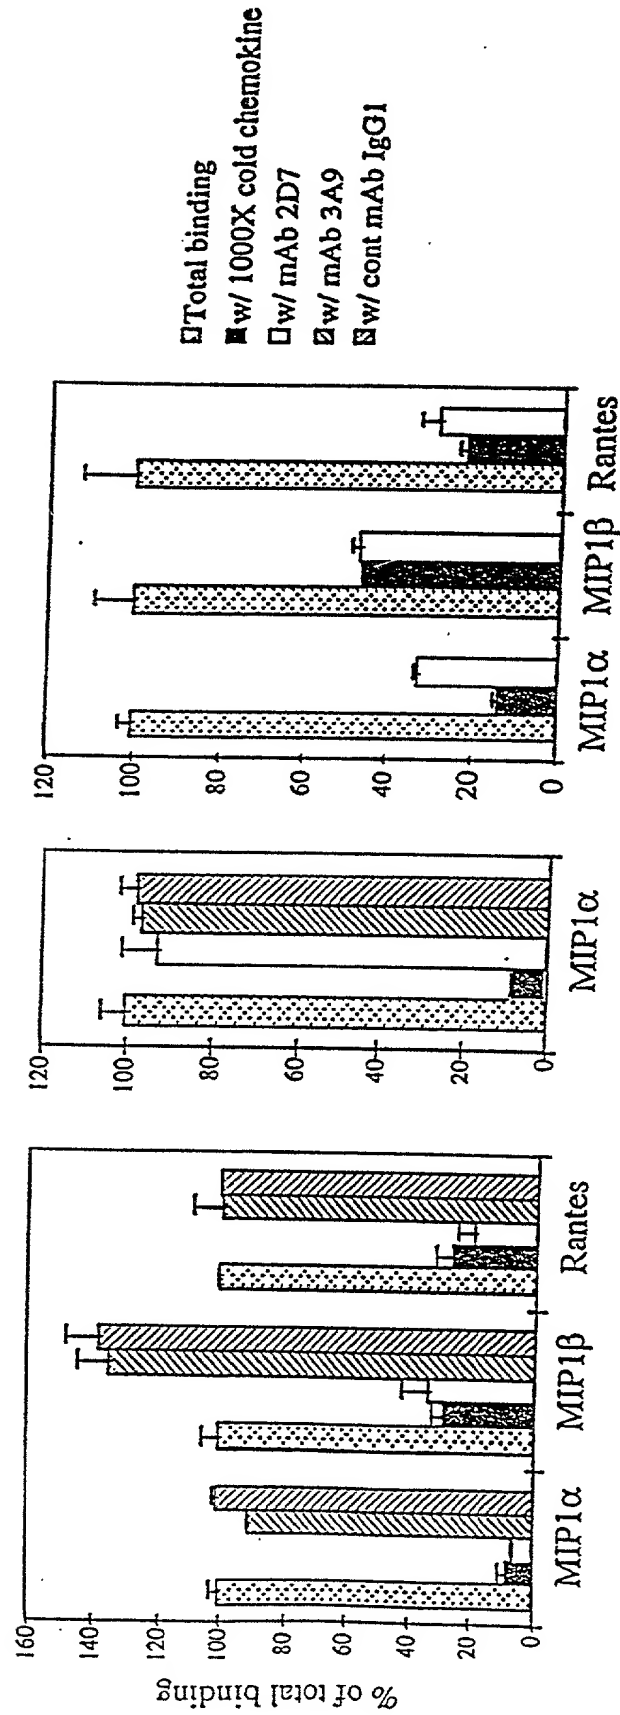 % of total binding
160
140
120
100
80
60
40
20
0
MIP1α
MIP1β
Rantes
120
100
80
60
40
20
0
MIP1α
120
100
80
60
40
20
0
MIP1α
MIP1β
Rantes
Total binding
w/ 1000X cold chemokine
w/ mAb 2D7
w/ mAb 3A9
w/ cont mAb IgG1